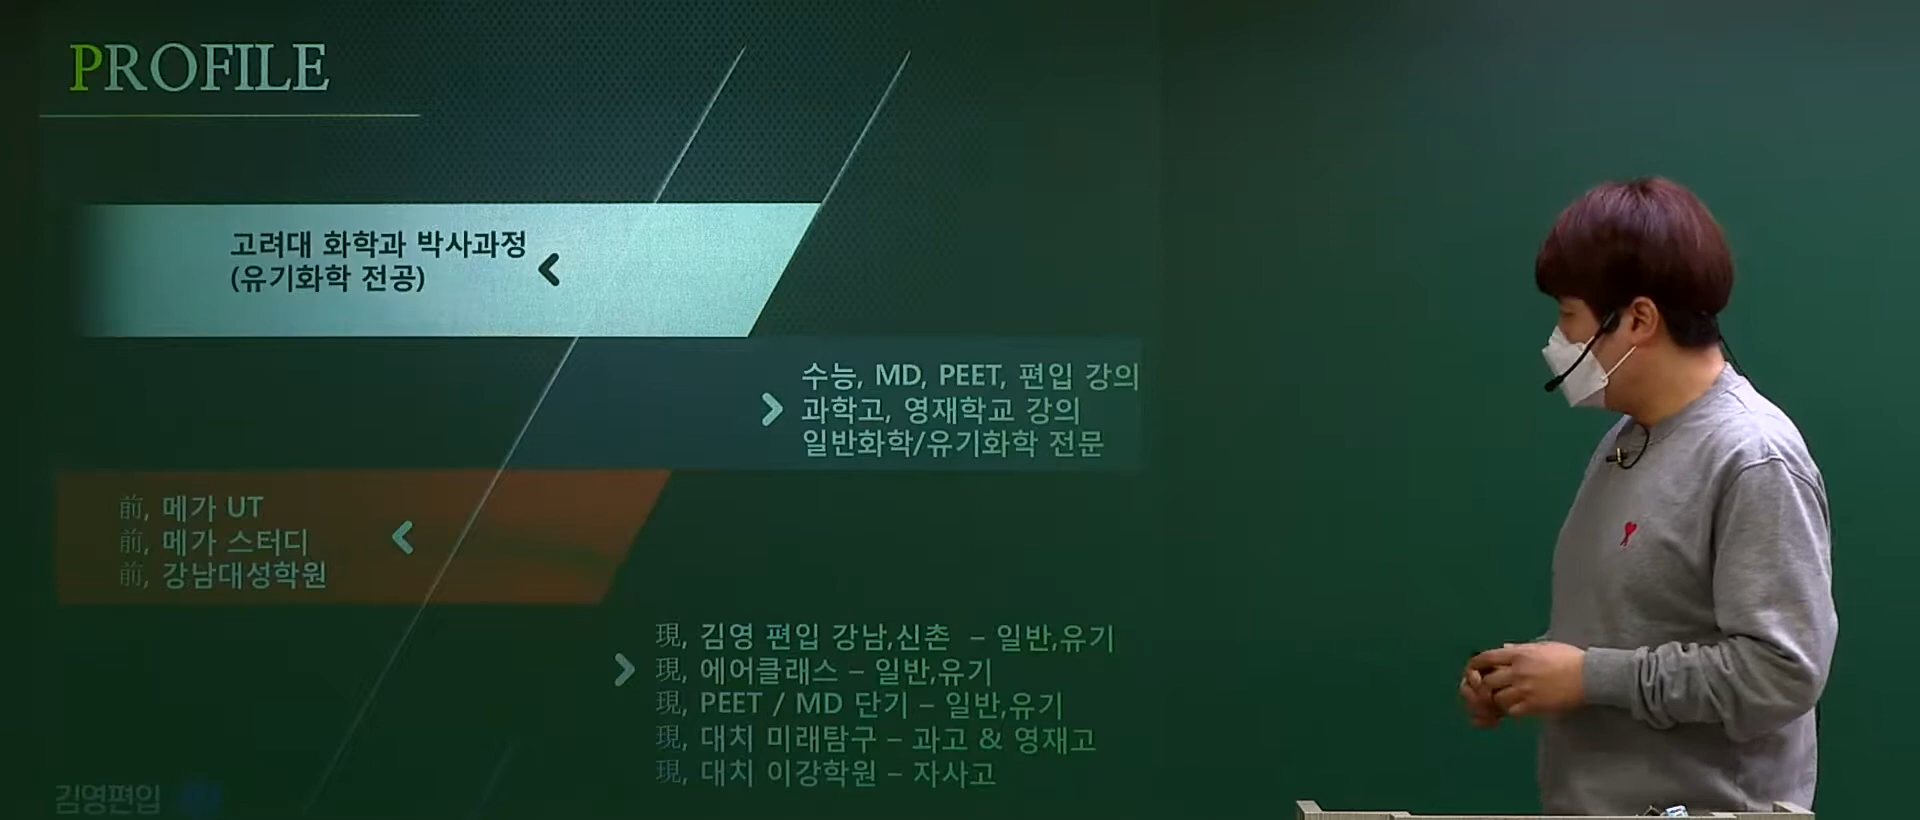 PROFILE
고려대 화학과 박사과정
(유기화학 전공)
수능, MD, PEET, 편입 강의
과학고, 영재학교 강의
일반화학/유기화학 전문
前, 메가 UT
前, 메가 스터디
前, 강남대성학원
現, 김영 편입 강남,신촌 – 일반,유기
現, 에어클래스 – 일반,유기
現, PEET / MD 단기 – 일반,유기
現, 대치 미래탐구 – 과고 & 영재고
現, 대치 이강학원 – 자사고
김영편입